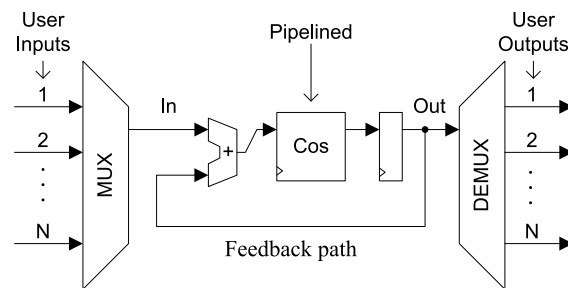 User
Inputs
Pipelined
User
Outputs
1
In
Out
1
2
MUX
+
Cos
DEMUX
2
N
Feedback path
N